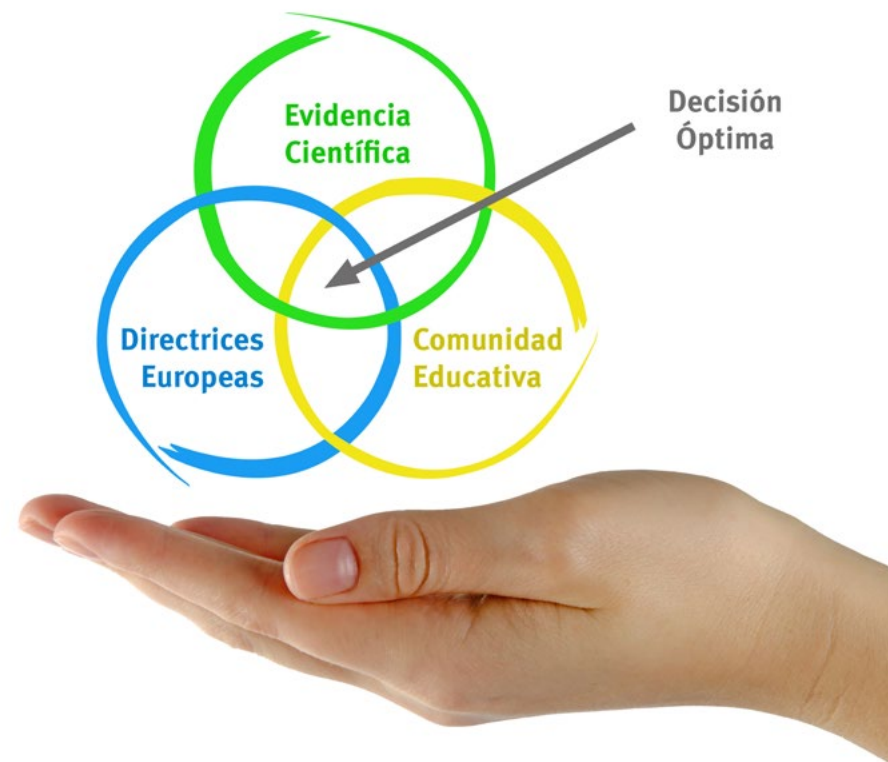 Evidencia
Científica
Decisión
Óptima
Directrices
Europeas
Comunidad
Educativa